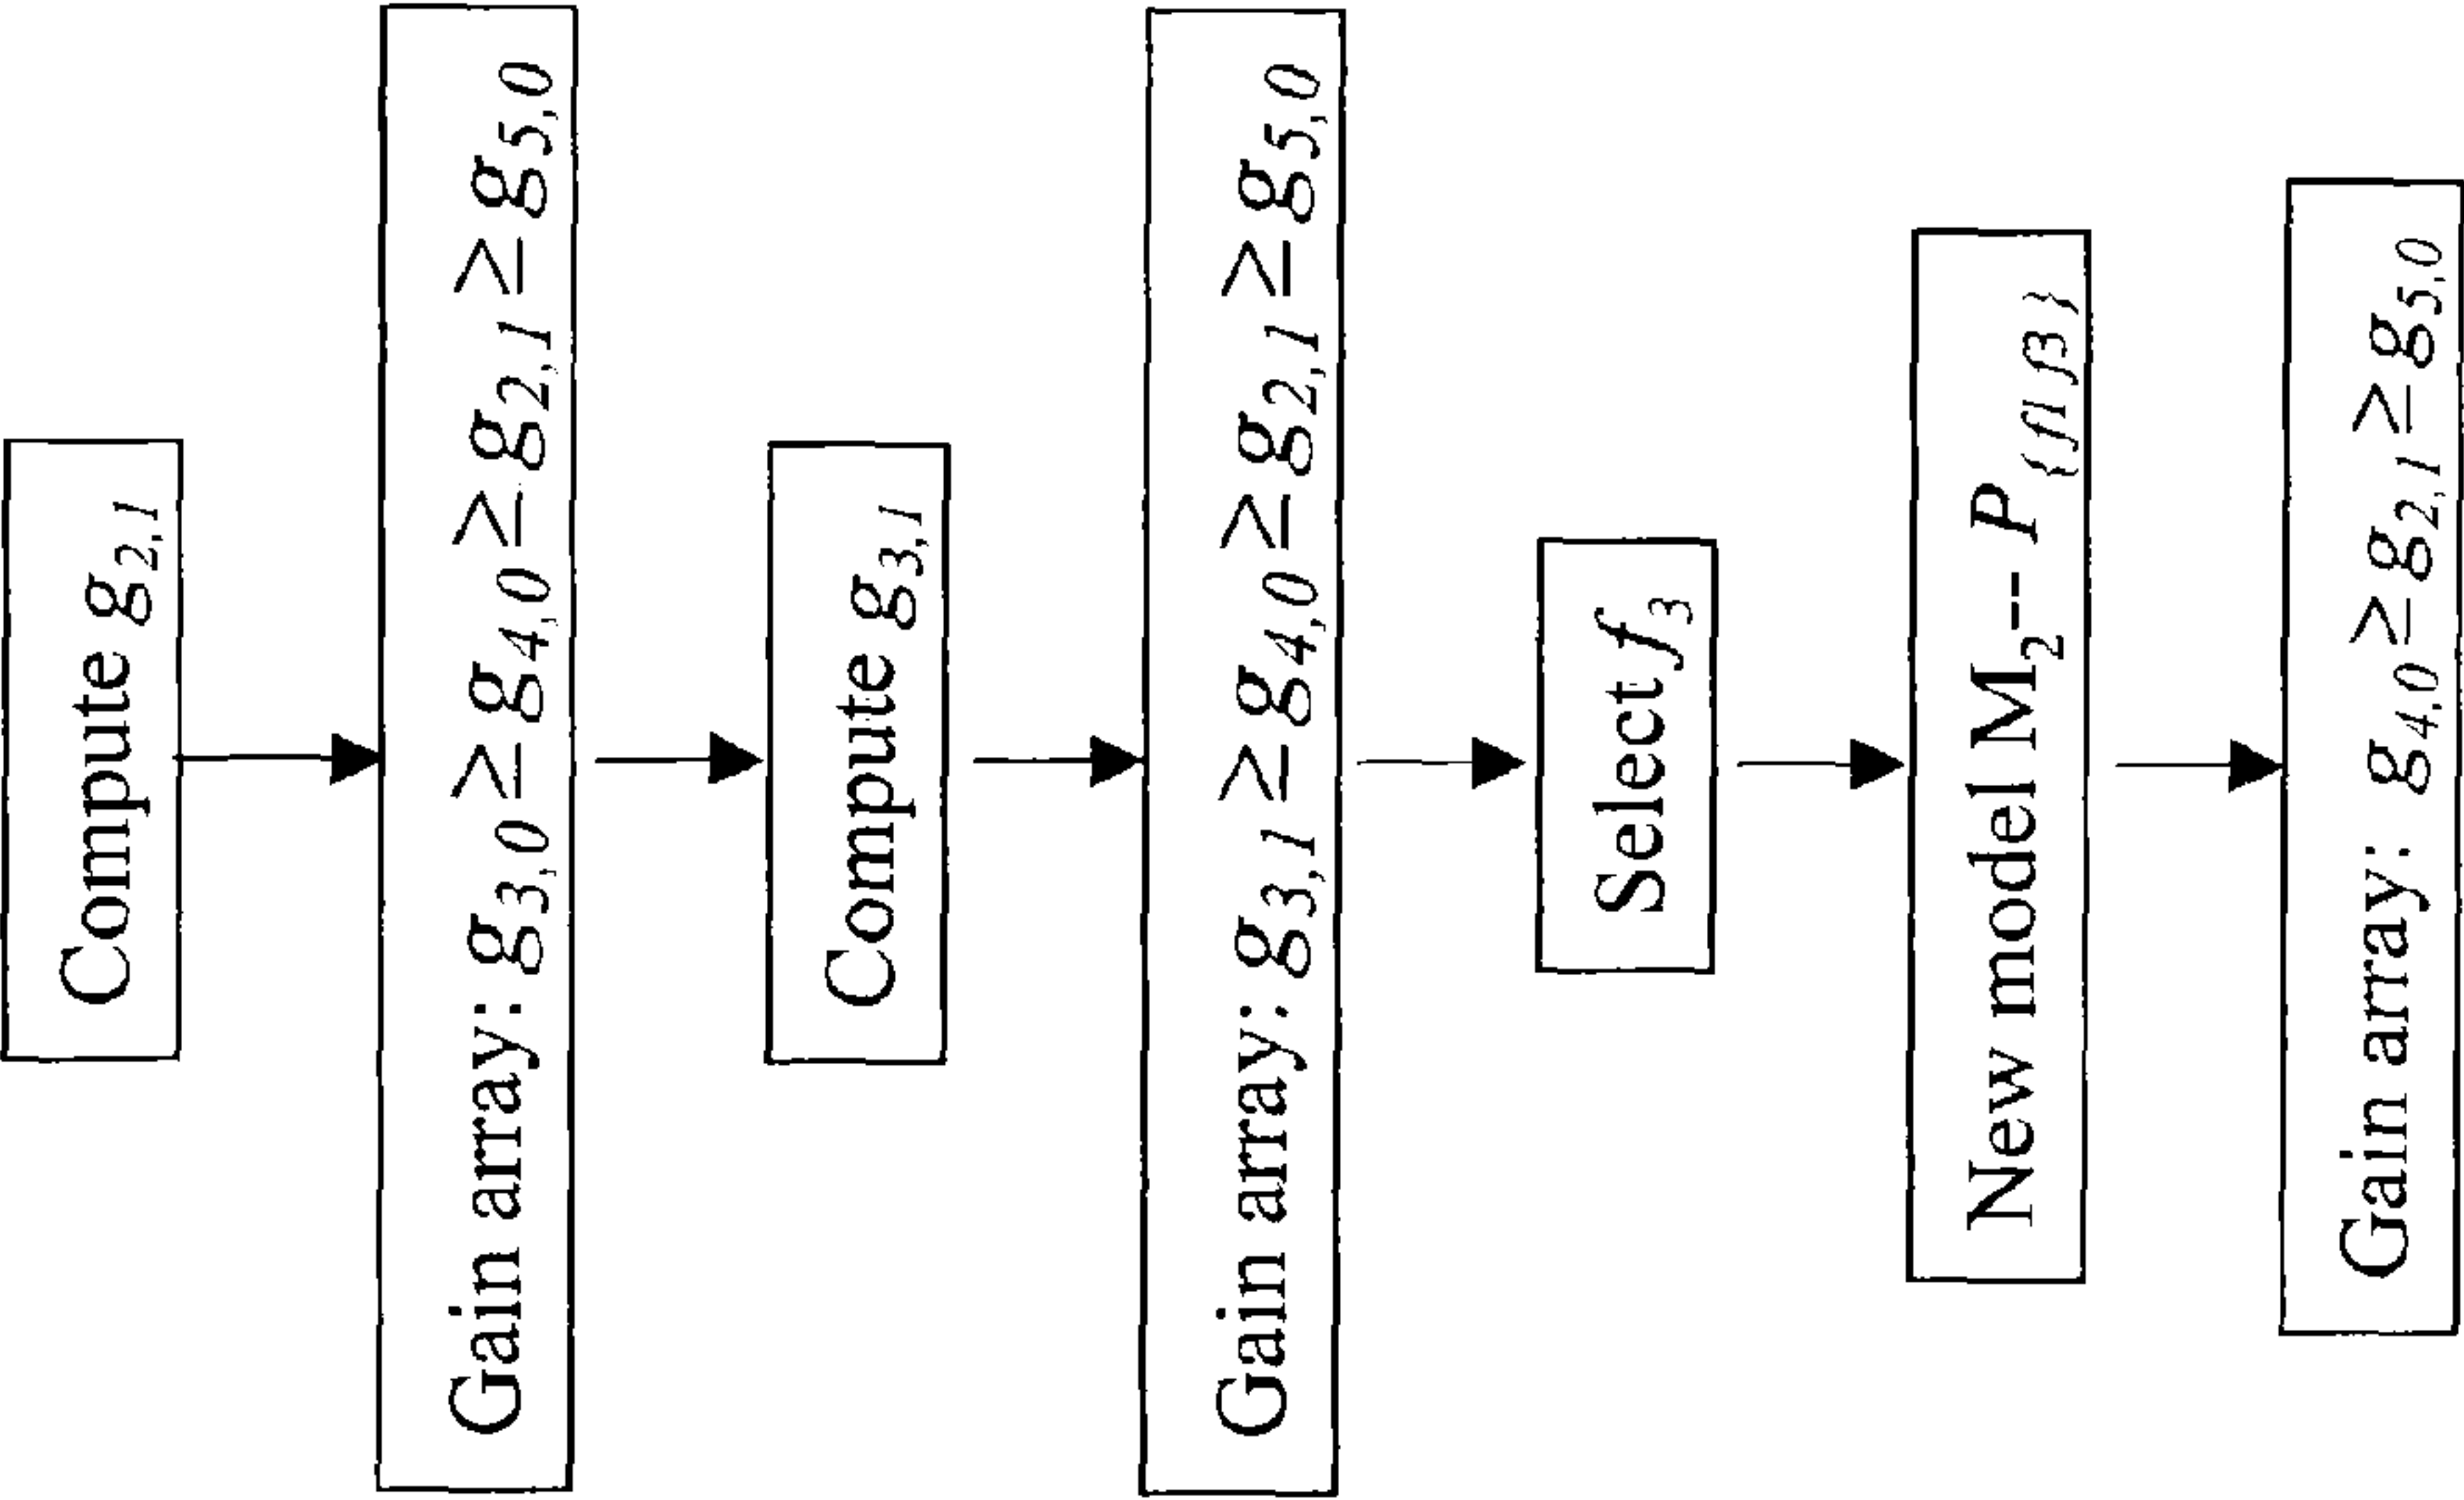 Compute g2,1
Gain array: g3,0 ≥ g4,0 ≥ g2,1 ≥ g5,0
Compute g3,1
Gain array: g3,1 ≥ g4,0 ≥ g2,1 ≥ g5,0
Select f3
New model M2-- P{f1 f3}
Gain array: g4,0 ≥ g2,1 ≥ g5,0